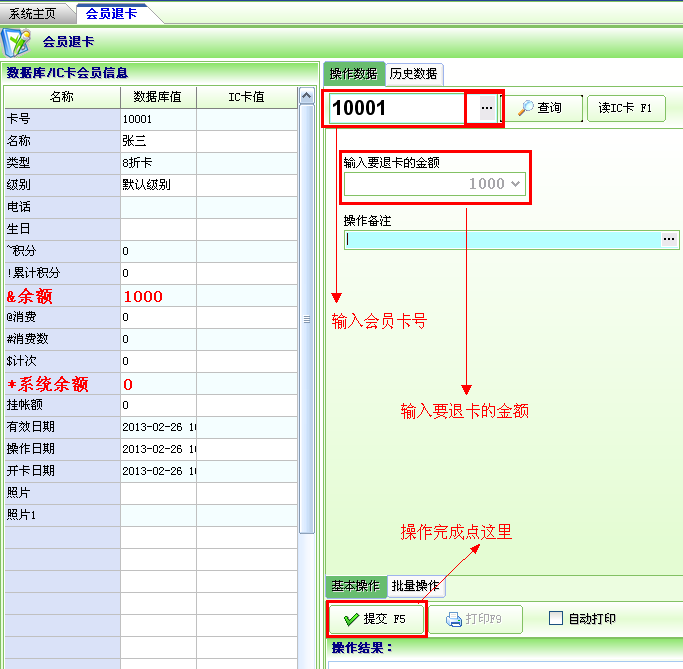 系统主页 会员退卡
会员退卡
数据库/IC卡会员信息
名称 数据库值 IC卡值
卡号 10001
名称 张三
类型 8折卡
级别 默认级别
电话
生日
~积分 0
!累计积分 0
&余额 1000
@消费 0
#消费数 0
$计次 0
*系统余额 0
挂帐额 0
有效日期 2013-02-26 1
操作日期 2013-02-26 1
开卡日期 2013-02-26 1
照片
照片1
操作数据 历史数据
10001 ... 查询 读IC卡 F1
输入要退卡的金额
1000
操作备注
...
输入会员卡号
输入要退卡的金额
操作完成点这里
基本操作 批量操作
提交 F5 打印F9 自动打印
操作结果: